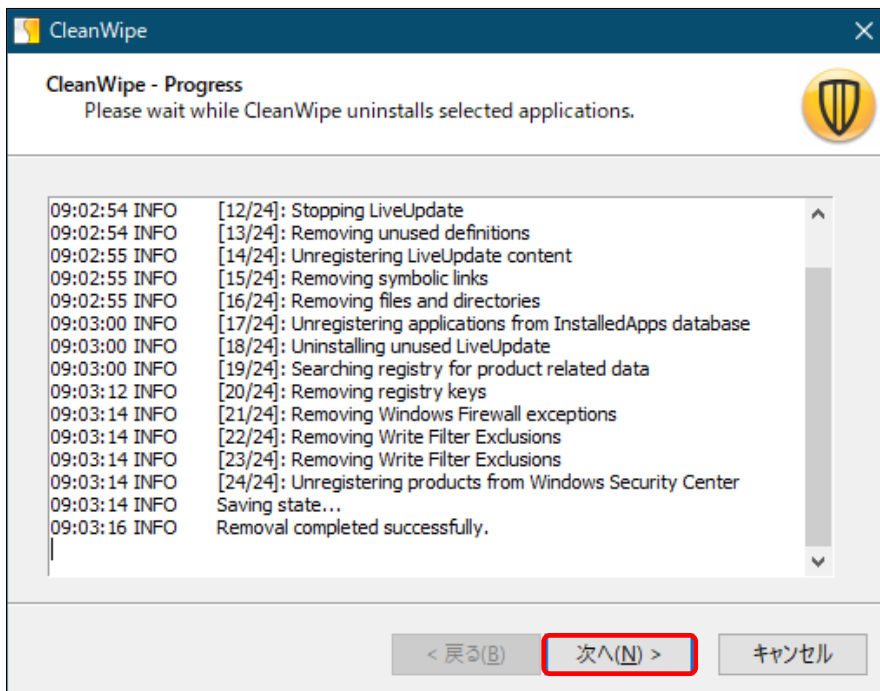 CleanWipe
CleanWipe - Progress
Please wait while CleanWipe uninstalls selected applications.
09:02:54 INFO [12/24]: Stopping LiveUpdate
09:02:54 INFO [13/24]: Removing unused definitions
09:02:55 INFO [14/24]: Unregistering LiveUpdate content
09:02:55 INFO [15/24]: Removing symbolic links
09:02:55 INFO [16/24]: Removing files and directories
09:03:00 INFO [17/24]: Unregistering applications from InstalledApps database
09:03:00 INFO [18/24]: Uninstalling unused LiveUpdate
09:03:00 INFO [19/24]: Searching registry for product related data
09:03:12 INFO [20/24]: Removing registry keys
09:03:14 INFO [21/24]: Removing Windows Firewall exceptions
09:03:14 INFO [22/24]: Removing Write Filter Exclusions
09:03:14 INFO [23/24]: Removing Write Filter Exclusions
09:03:14 INFO [24/24]: Unregistering products from Windows Security Center
09:03:14 INFO Saving state...
09:03:16 INFO Removal completed successfully.
< 戻る(B) 次へ(N) > キャンセル